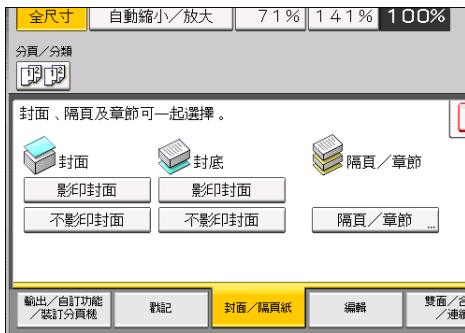 全尺寸 自動縮小／放大 71% 141% 100%
分頁／分類
1 2 1 2
封面、隔頁及章節可一起選擇。
封面 封底 隔頁／章節
影印封面 影印封面
不影印封面 不影印封面 隔頁／章節 ...
輸出／自訂功能 戳記 封面／隔頁紙 編輯 雙面／
／裝訂分頁機 ／連